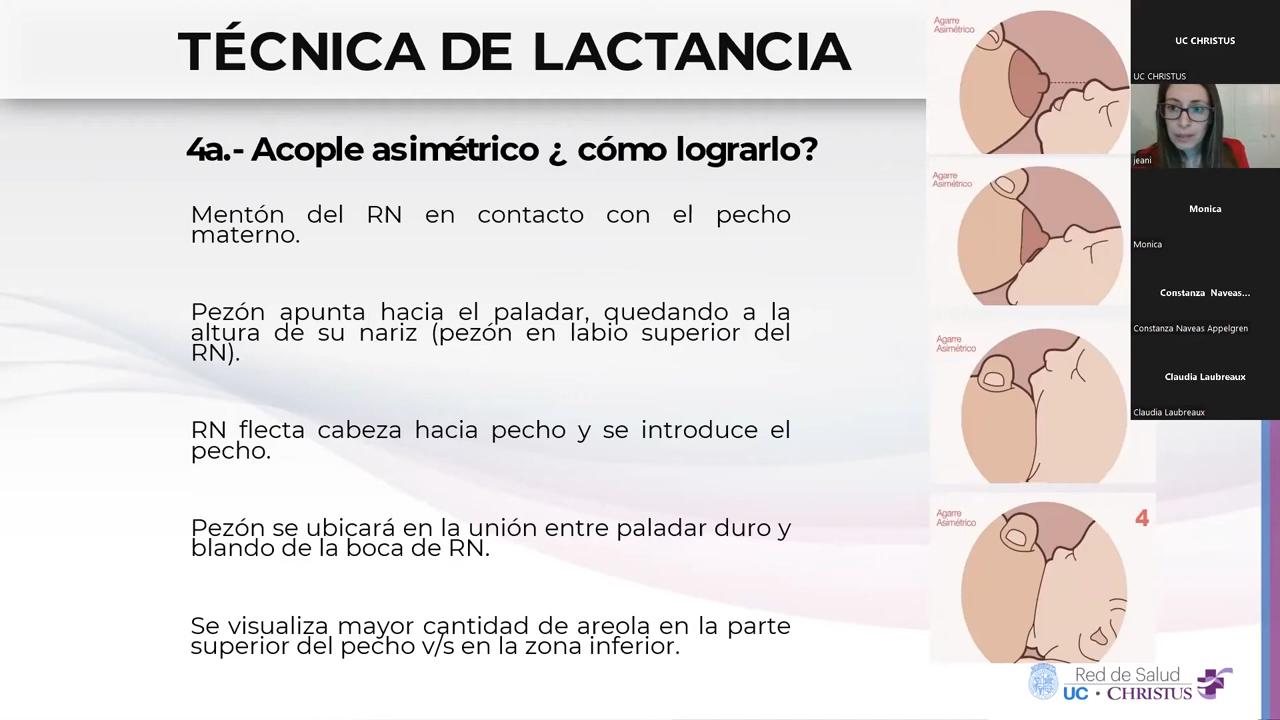 TÉCNICA DE LACTANCIA
4a.- Acople asimétrico ¿ cómo lograrlo?
Mentón del RN en contacto con el pecho
materno.
Pezón apunta hacia el paladar, quedando a la
altura de su nariz (pezón en labio superior del
RN).
RN flecta cabeza hacia pecho y se introduce el
pecho.
Pezón se ubicará en la unión entre paladar duro y
blando de la boca de RN.
Se visualiza mayor cantidad de areola en la parte
superior del pecho v/s en la zona inferior.
Agarre
Asimétrico
Agarre
Asimétrico
Agarre
Asimétrico
Agarre
Asimétrico
4
UC CHRISTUS
UC CHRISTUS
jeani
Monica
Monica
Constanza Naveas...
Constanza Naveas Appelgren
Claudia Laubreaux
Claudia Laubreaux
Red de Salud
UC • CHRISTUS